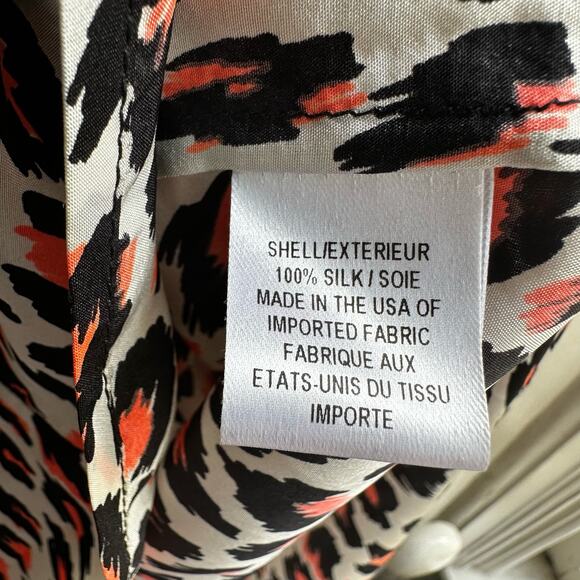 SHELL/EXTERIEUR
100% SILK / SOIE
MADE IN THE USA OF
IMPORTED FABRIC
FABRIQUE AUX
ETATS-UNIS DU TISSU
IMPORTE